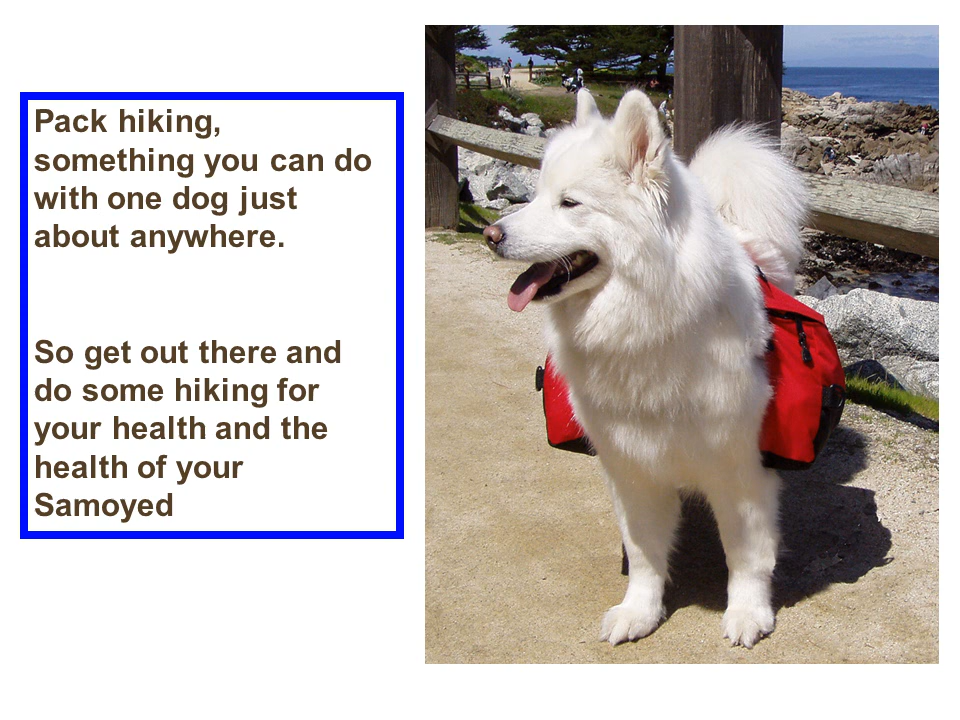 Pack hiking,
something you can do
with one dog just
about anywhere.
So get out there and
do some hiking for
your health and the
health of your
Samoyed